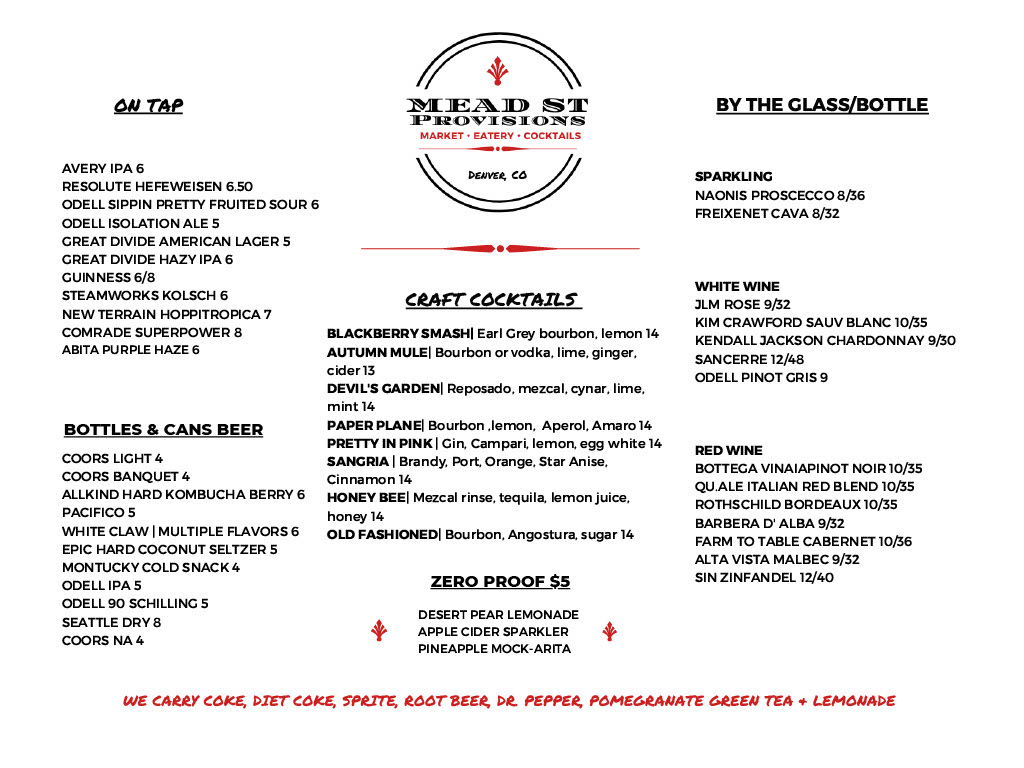 MEAD ST
PROVISIONS
MARKET • EATERY • COCKTAILS
DENVER, CO
ON TAP
AVERY IPA 6
RESOLUTE HEFEWEISEN 6.50
ODELL SIPPIN PRETTY FRUITED SOUR 6
ODELL ISOLATION ALE 5
GREAT DIVIDE AMERICAN LAGER 5
GREAT DIVIDE HAZY IPA 6
GUINNESS 6/8
STEAMWORKS KOLSCH 6
NEW TERRAIN HOPPITROPICA 7
COMRADE SUPERPOWER 8
ABITA PURPLE HAZE 6
BOTTLES & CANS BEER
COORS LIGHT 4
COORS BANQUET 4
ALLKIND HARD KOMBUCHA BERRY 6
PACIFICO 5
WHITE CLAW | MULTIPLE FLAVORS 6
EPIC HARD COCONUT SELTZER 5
MONTUCKY COLD SNACK 4
ODELL IPA 5
ODELL 90 SCHILLING 5
SEATTLE DRY 8
COORS NA 4
CRAFT COCKTAILS
BLACKBERRY SMASH| Earl Grey bourbon, lemon 14
AUTUMN MULE| Bourbon or vodka, lime, ginger,
cider 13
DEVIL'S GARDEN| Reposado, mezcal, cynar, lime,
mint 14
PAPER PLANE| Bourbon ,lemon, Aperol, Amaro 14
PRETTY IN PINK | Gin, Campari, lemon, egg white 14
SANGRIA | Brandy, Port, Orange, Star Anise,
Cinnamon 14
HONEY BEE| Mezcal rinse, tequila, lemon juice,
honey 14
OLD FASHIONED| Bourbon, Angostura, sugar 14
ZERO PROOF $5
DESERT PEAR LEMONADE
APPLE CIDER SPARKLER
PINEAPPLE MOCK-ARITA
BY THE GLASS/BOTTLE
SPARKLING
NAONIS PROSCECCO 8/36
FREIXENET CAVA 8/32
WHITE WINE
JLM ROSE 9/32
KIM CRAWFORD SAUV BLANC 10/35
KENDALL JACKSON CHARDONNAY 9/30
SANCERRE 12/48
ODELL PINOT GRIS 9
RED WINE
BOTTEGA VINAIAPINOT NOIR 10/35
QU.ALE ITALIAN RED BLEND 10/35
ROTHSCHILD BORDEAUX 10/35
BARBERA D' ALBA 9/32
FARM TO TABLE CABERNET 10/36
ALTA VISTA MALBEC 9/32
SIN ZINFANDEL 12/40
WE CARRY COKE, DIET COKE, SPRITE, ROOT BEER, DR. PEPPER, POMEGRANATE GREEN TEA + LEMONADE